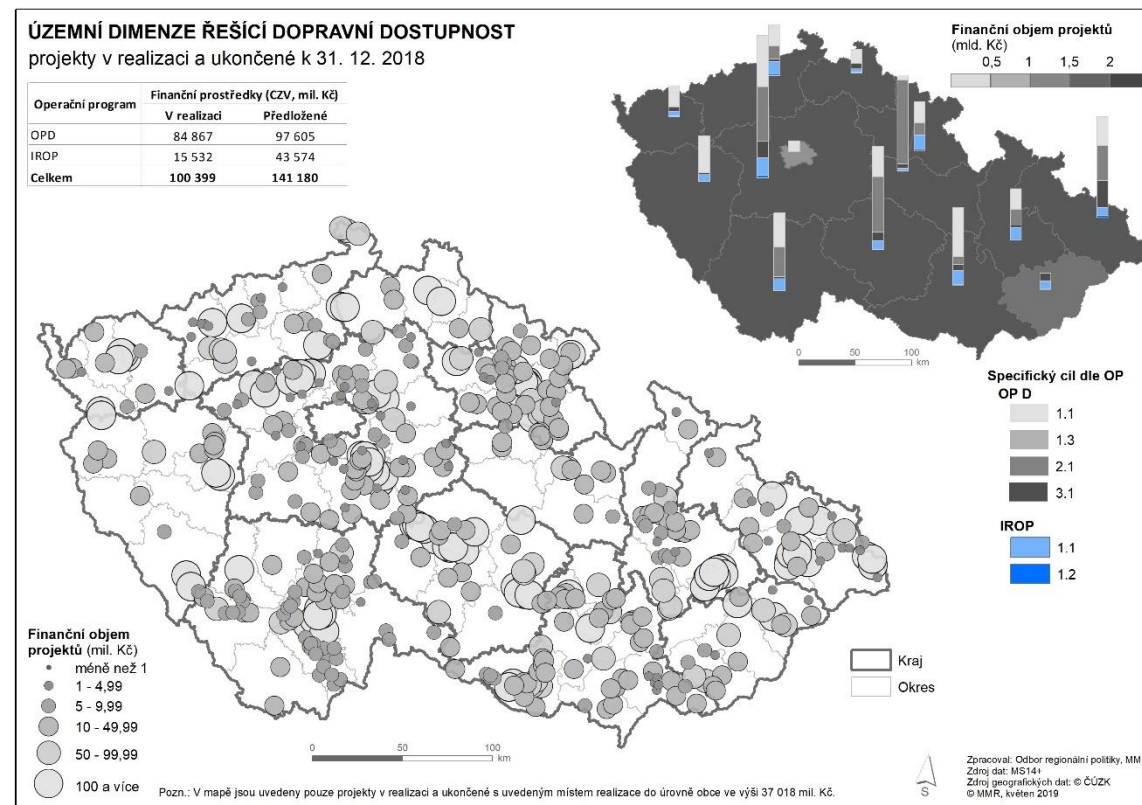 ÚZEMNÍ DIMENZE ŘEŠÍCÍ DOPRAVNÍ DOSTUPNOST
projekty v realizaci a ukončené k 31. 12. 2018
Operační program
Finanční prostředky (CZV, mil. Kč)
V realizaci Předložené
OPD 84 867 97 605
IROP 15 532 43 574
Celkem 100 399 141 180
Finanční objem projektů
(mld. Kč)
0,5 1 1,5 2
0 50 100
km
Specifický cíl dle OP
OP D
1.1
1.3
2.1
3.1
IROP
1.1
1.2
Finanční objem
projektů (mil. Kč)
méně než 1
1 - 4,99
5 - 9,99
10 - 49,99
50 - 99,99
100 a více
Kraj
Okres
0 50 100
km
Pozn.: V mapě jsou uvedeny pouze projekty v realizaci a ukončené s uvedeným místem realizace do úrovně obce ve výši 37 018 mil. Kč.
S
Zpracoval: Odbor regionální politiky, MM
Zdroj dat: MS14+
Zdroj geografických dat: © ČÚZK
© MMR, květen 2019